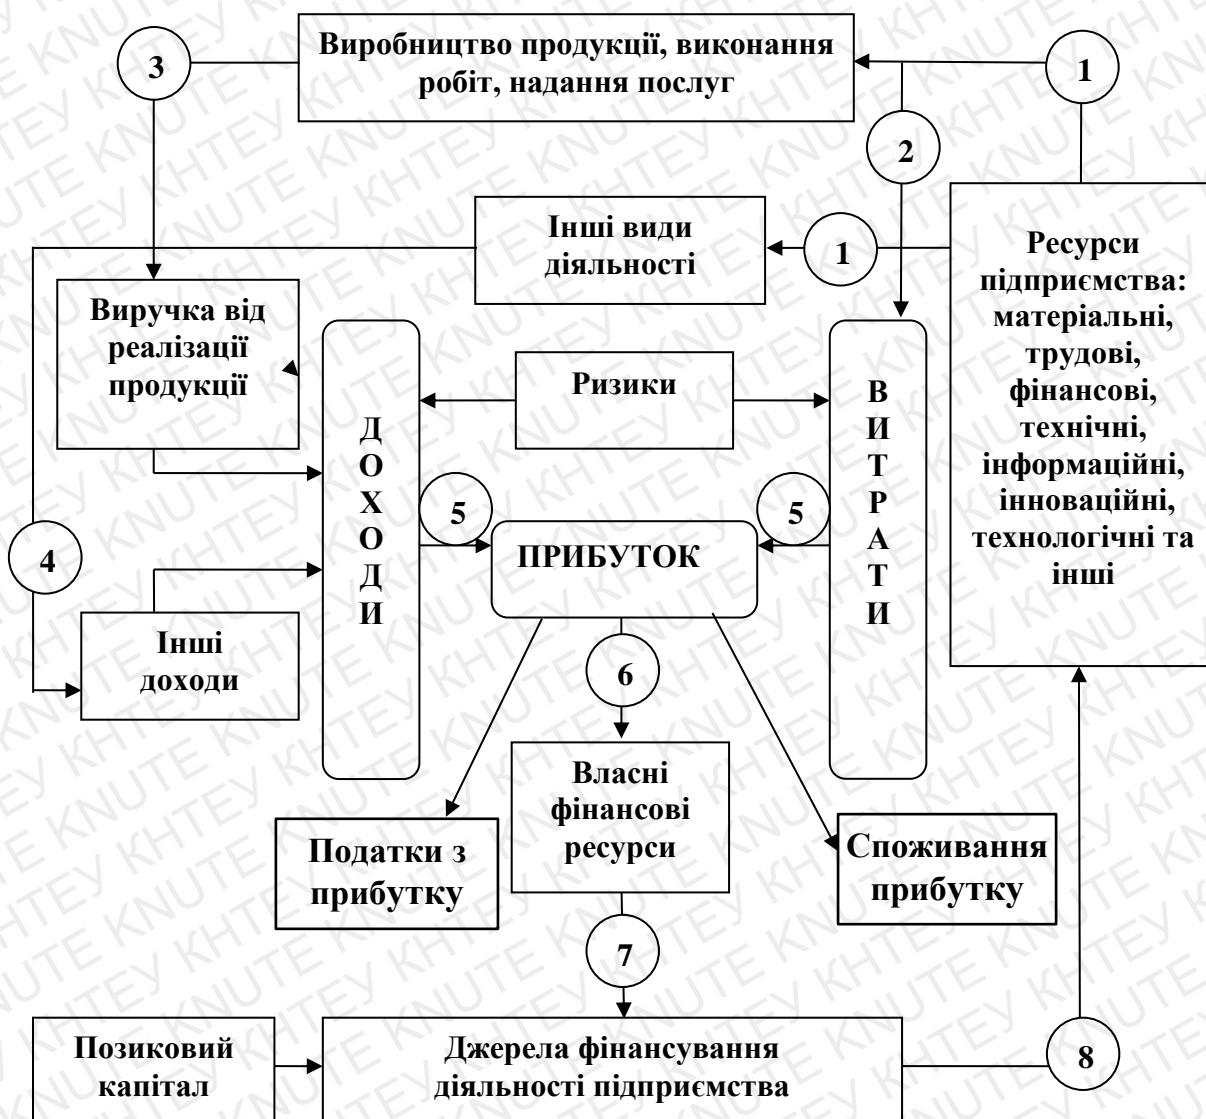 Виробництво продукції, виконання
робіт, надання послуг
3
1
2
Інші види
діяльності
1
Ресурси
підприємства:
матеріальні,
трудові,
фінансові,
технічні,
інформаційні,
інноваційні,
технологічні та
інші
Виручка від
реалізації
продукції
Д
О
Х
О
Д
И
Ризики
В
И
Т
Р
А
Т
И
5
5
ПРИБУТОК
4
Інші
доходи
6
Власні
фінансові
ресурси
Податки з
прибутку
Споживання
прибутку
7
Позиковий
капітал
Джерела фінансування
діяльності підприємства
8
KNUTE КНТЕУ